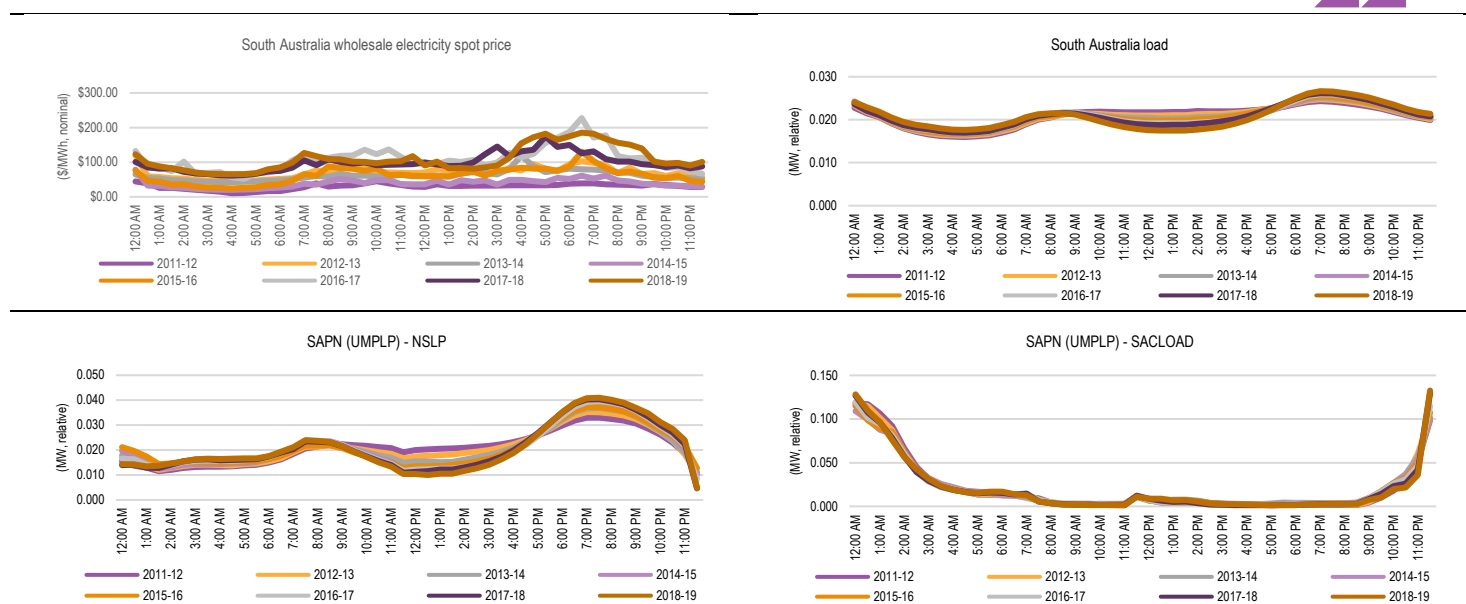 South Australia wholesale electricity spot price
($/MWh, nominal)
$300.00
$200.00
$100.00
$0.00
12:00 AM 1:00 AM 2:00 AM 3:00 AM 4:00 AM 5:00 AM 6:00 AM 7:00 AM 8:00 AM 9:00 AM 10:00 AM 11:00 AM 12:00 PM 1:00 PM 2:00 PM 3:00 PM 4:00 PM 5:00 PM 6:00 PM 7:00 PM 8:00 PM 9:00 PM 10:00 PM 11:00 PM
2011-12 2012-13 2013-14 2014-15
2015-16 2016-17 2017-18 2018-19
South Australia load
(MW, relative)
0.030
0.020
0.010
0.000
12:00 AM 1:00 AM 2:00 AM 3:00 AM 4:00 AM 5:00 AM 6:00 AM 7:00 AM 8:00 AM 9:00 AM 10:00 AM 11:00 AM 12:00 PM 1:00 PM 2:00 PM 3:00 PM 4:00 PM 5:00 PM 6:00 PM 7:00 PM 8:00 PM 9:00 PM 10:00 PM 11:00 PM
2011-12 2012-13 2013-14 2014-15
2015-16 2016-17 2017-18 2018-19
SAPN (UMPLP) - NSLP
(MW, relative)
0.050
0.040
0.030
0.020
0.010
0.000
12:00 AM 1:00 AM 2:00 AM 3:00 AM 4:00 AM 5:00 AM 6:00 AM 7:00 AM 8:00 AM 9:00 AM 10:00 AM 11:00 AM 12:00 PM 1:00 PM 2:00 PM 3:00 PM 4:00 PM 5:00 PM 6:00 PM 7:00 PM 8:00 PM 9:00 PM 10:00 PM 11:00 PM
2011-12 2012-13 2013-14 2014-15
2015-16 2016-17 2017-18 2018-19
SAPN (UMPLP) - SACLOAD
(MW, relative)
0.150
0.100
0.050
0.000
12:00 AM 1:00 AM 2:00 AM 3:00 AM 4:00 AM 5:00 AM 6:00 AM 7:00 AM 8:00 AM 9:00 AM 10:00 AM 11:00 AM 12:00 PM 1:00 PM 2:00 PM 3:00 PM 4:00 PM 5:00 PM 6:00 PM 7:00 PM 8:00 PM 9:00 PM 10:00 PM 11:00 PM
2011-12 2012-13 2013-14 2014-15
2015-16 2016-17 2017-18 2018-19